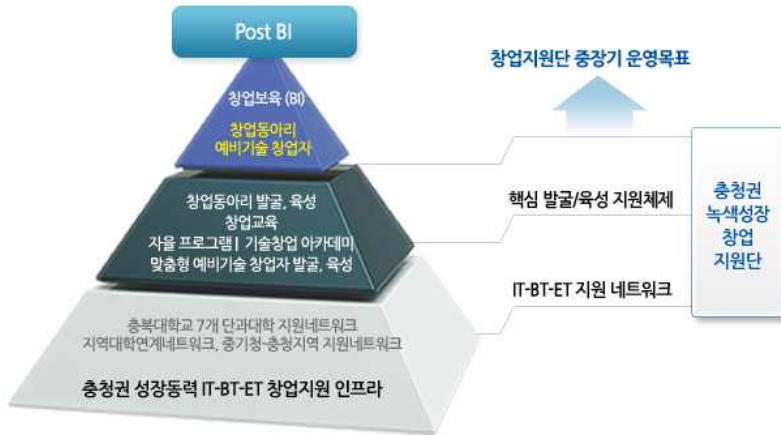 Post BI
창업지원단 중장기 운영목표
창업보육 (BI)
창업동아리
예비기술 창업자
창업동아리 발굴, 육성
창업교육
자율 프로그램 | 기술창업 아카데미
맞춤형 예비기술 창업자 발굴, 육성
핵심 발굴/육성 지원체제
충청권
녹색성장
창업
지원단
IT-BT-ET 지원 네트워크
충북대학교 7개 단과대학 지원네트워크
지역대학연계네트워크, 중기청-충청지역 지원네트워크
충청권 성장동력 IT-BT-ET 창업지원 인프라